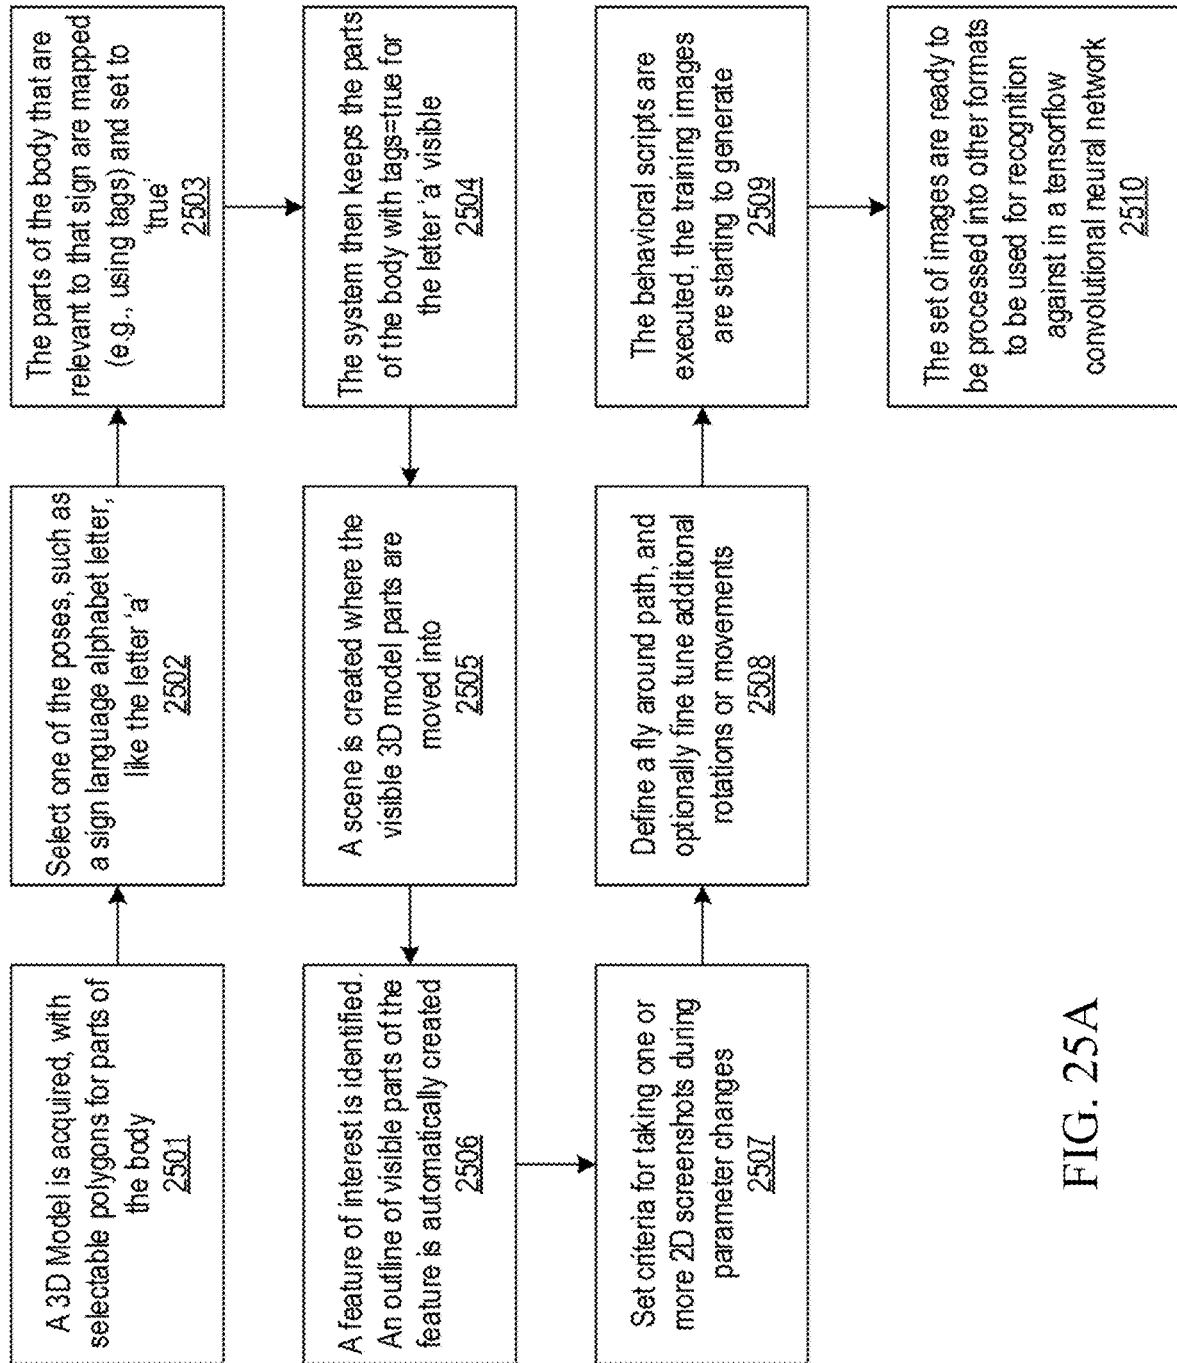 A 3D Model is acquired, with
selectable polygons for parts of
the body
2501
Select one of the poses, such as
a sign language alphabet letter,
like the letter ‘a’
2502
The parts of the body that are
relevant to that sign are mapped
(e.g., using tags) and set to
‘true’
2503
The system then keeps the parts
of the body with tags=true for
the letter ‘a’ visible
2504
A scene is created where the
visible 3D model parts are
moved into
2505
A feature of interest is identified.
An outline of visible parts of the
feature is automatically created
2506
Set criteria for taking one or
more 2D screenshots during
parameter changes
2507
Define a fly around path, and
optionally fine tune additional
rotations or movements
2508
The behavioral scripts are
executed, the training images
are starting to generate
2509
The set of images are ready to
be processed into other formats
to be used for recognition
against in a tensorflow
convolutional neural network
2510
FIG. 25A